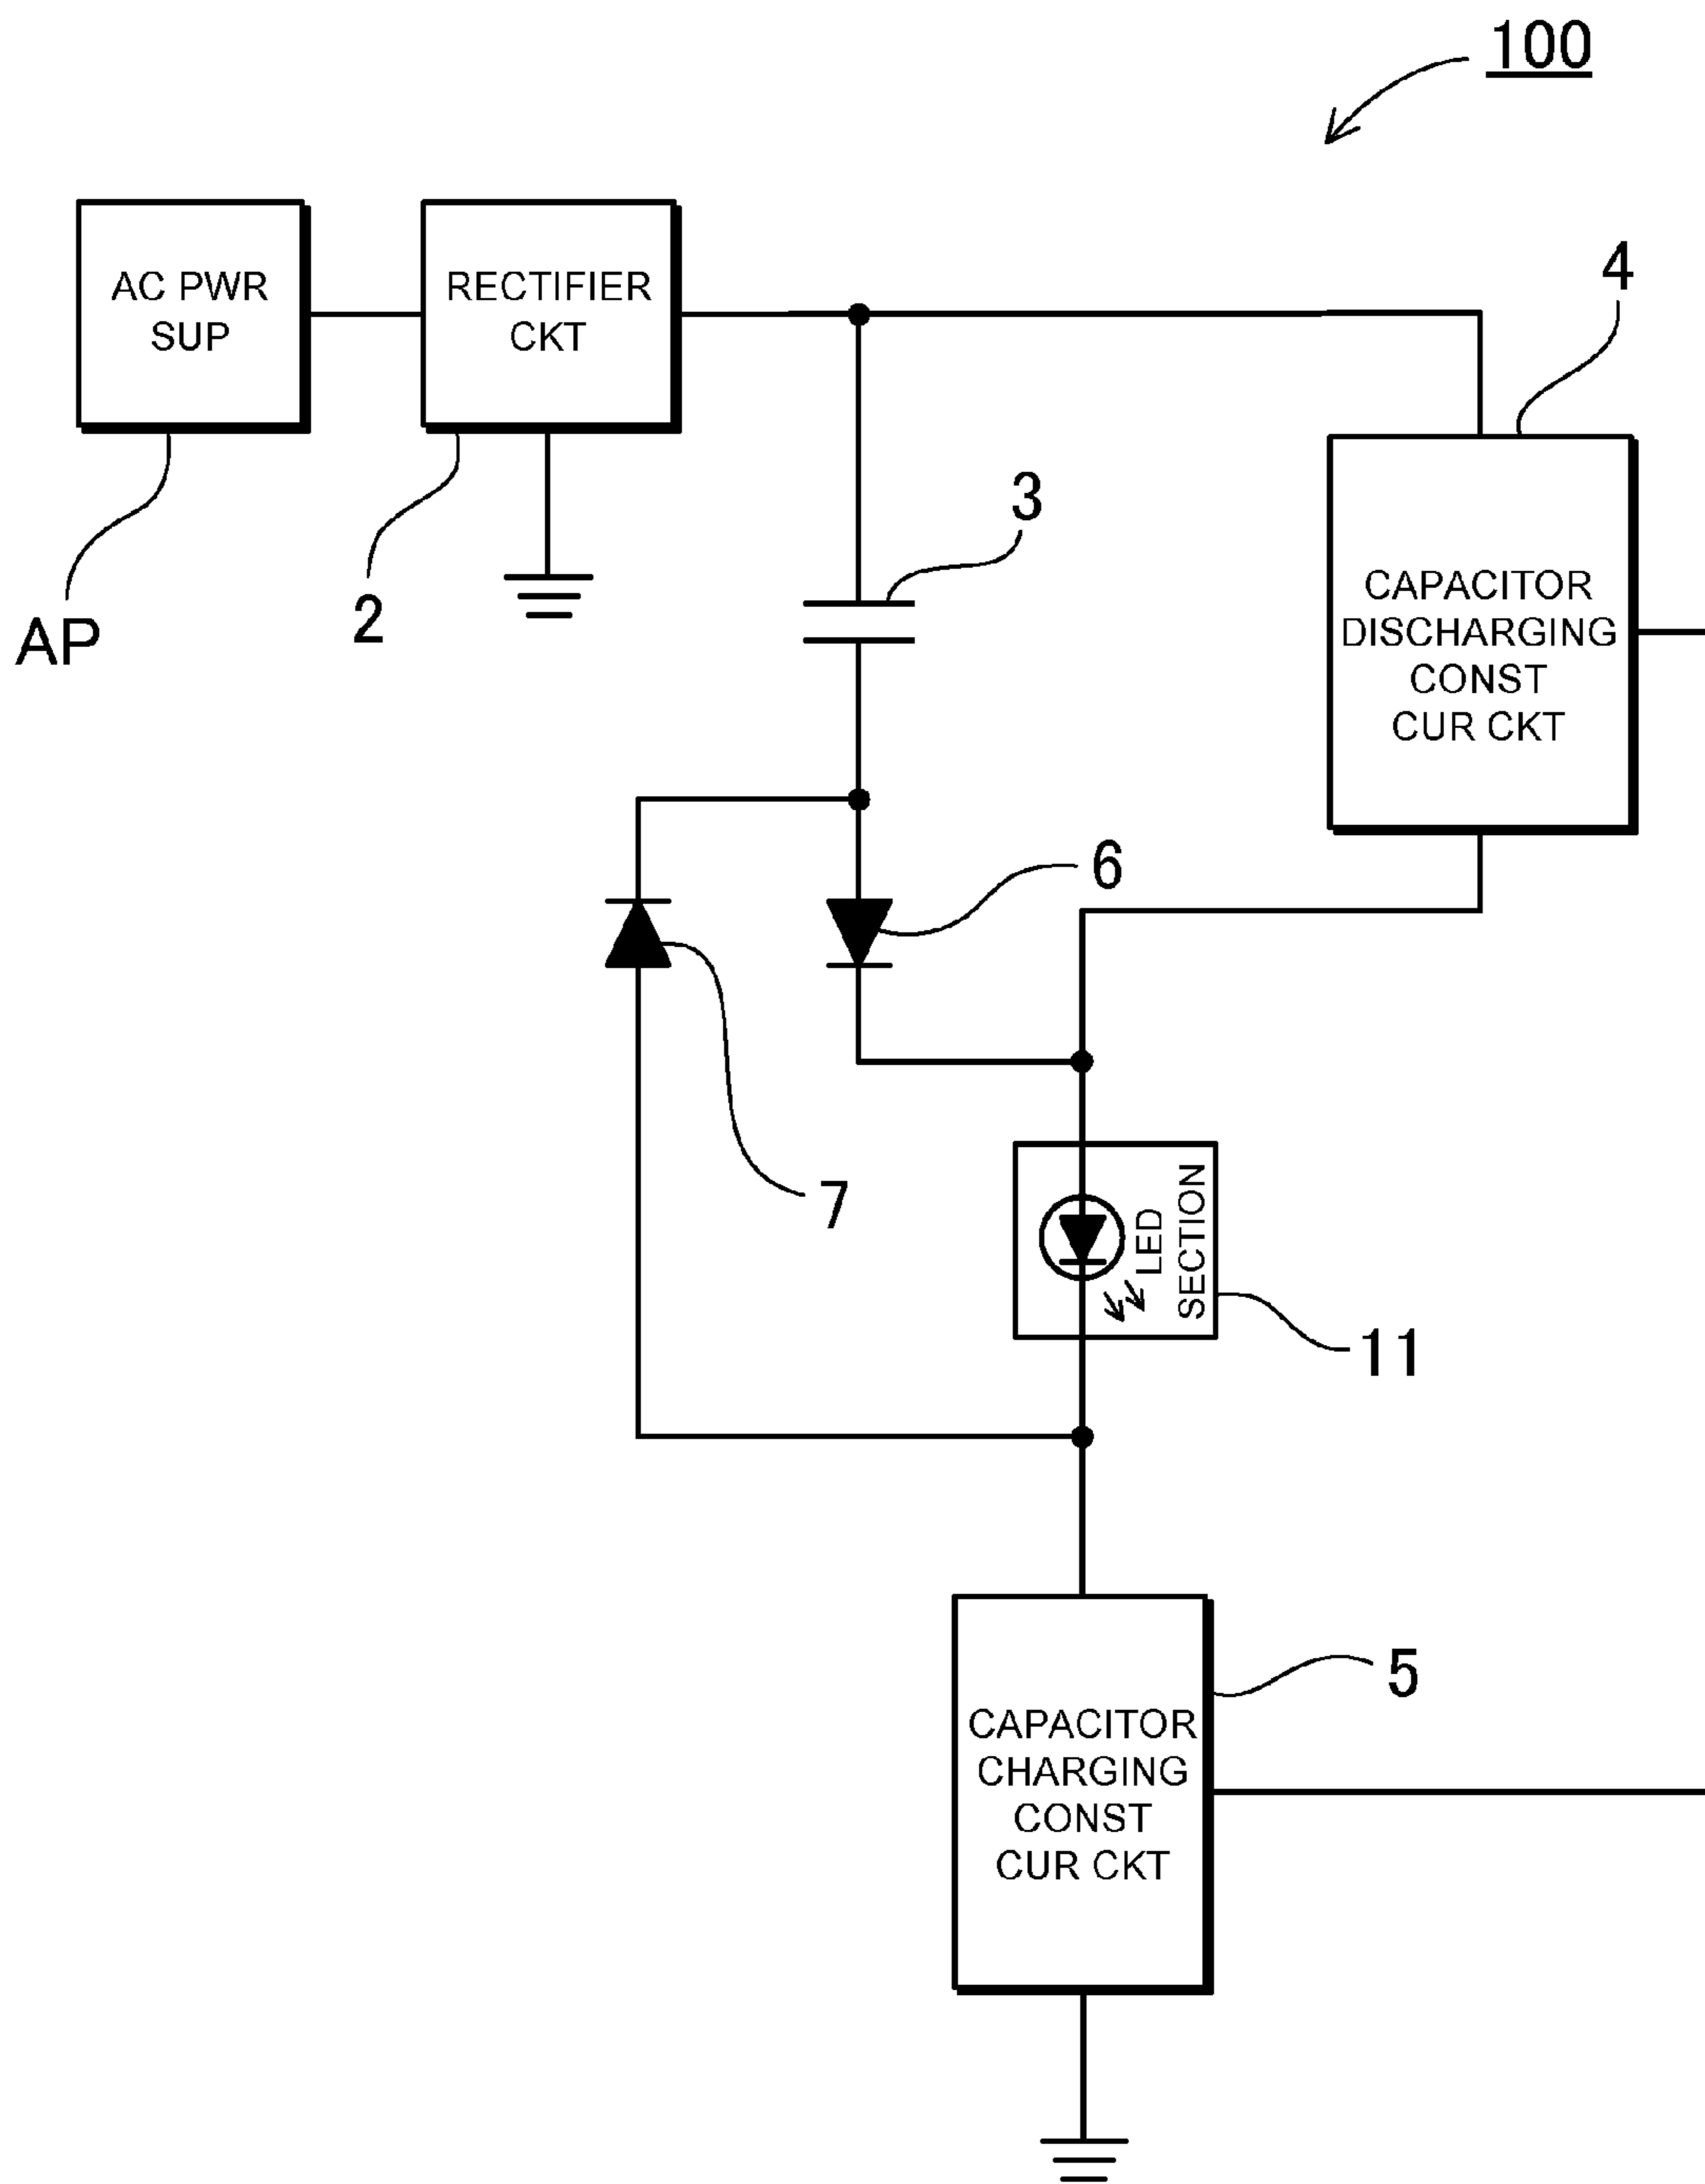 100
AC PWR
SUP
RECTIFIER
CKT
4
3
AP
2
CAPACITOR
DISCHARGING
CONST
CUR CKT
6
7
LED
SECTION
11
5
CAPACITOR
CHARGING
CONST
CUR CKT